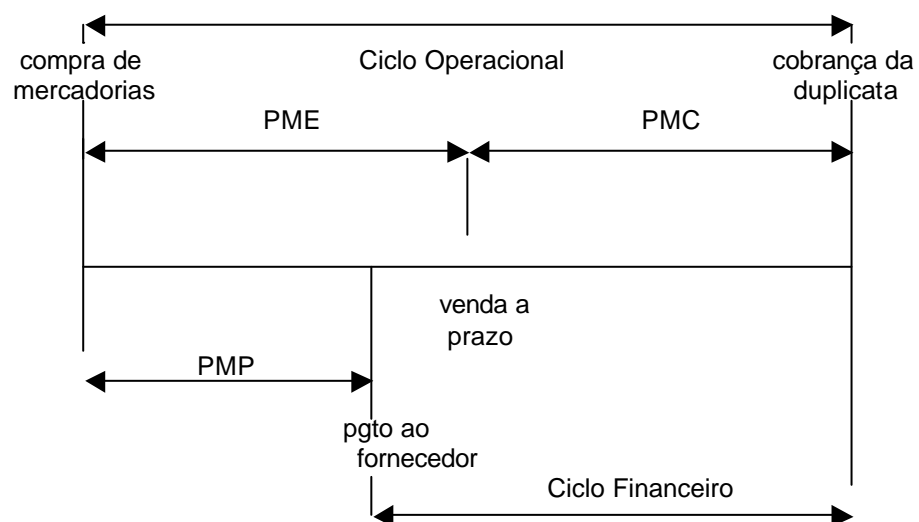 compra de
mercadorias
Ciclo Operacional
cobrança da
duplicata
PME
PMC
venda a
prazo
PMP
pgto ao
fornecedor
Ciclo Financeiro